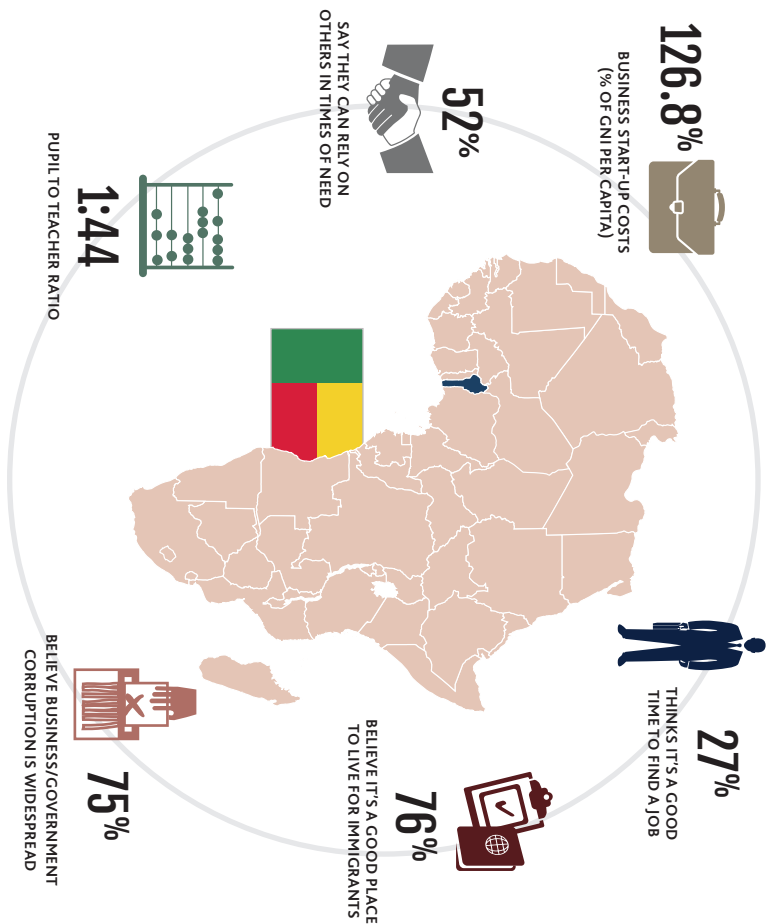 126.8%
BUSINESS START-UP COSTS
(% OF GNI PER CAPITA)
52%
SAY THEY CAN RELY ON
OTHERS IN TIMES OF NEED
1:44
PUPIL TO TEACHER RATIO
27%
THINKS IT'S A GOOD
TIME TO FIND A JOB
76%
BELIEVE IT'S A GOOD PLACE
TO LIVE FOR IMMIGRANTS
75%
BELIEVE BUSINESS/GOVERNMENT
CORRUPTION IS WIDESPREAD